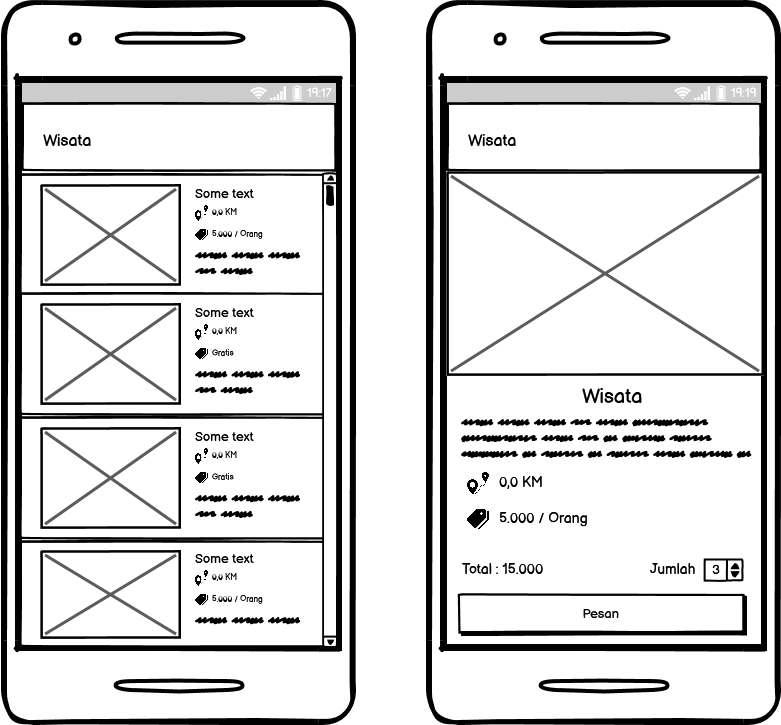 19:17
Wisata
Some text
0,0 KM
5.000 / Orang
Some text
0,0 KM
Gratis
Some text
0,0 KM
Gratis
Some text
0,0 KM
5.000 / Orang
19:19
Wisata
Wisata
0,0 KM
5.000 / Orang
Total : 15.000 Jumlah 3
Pesan